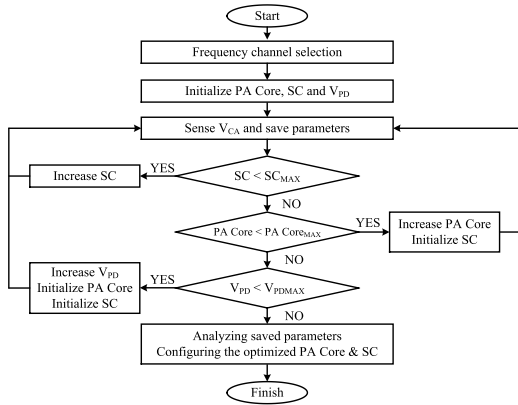 Start
Frequency channel selection
Initialize PA Core, SC and VPD
Sense VCA and save parameters
Increase SC
YES
SC < SCMAX
NO
PA Core < PA CoreMAX
YES
Increase PA Core
Initialize SC
NO
Increase VPD
Initialize PA Core
Initialize SC
YES
VPD < VPDMAX
NO
Analyzing saved parameters
Configuring the optimized PA Core & SC
Finish